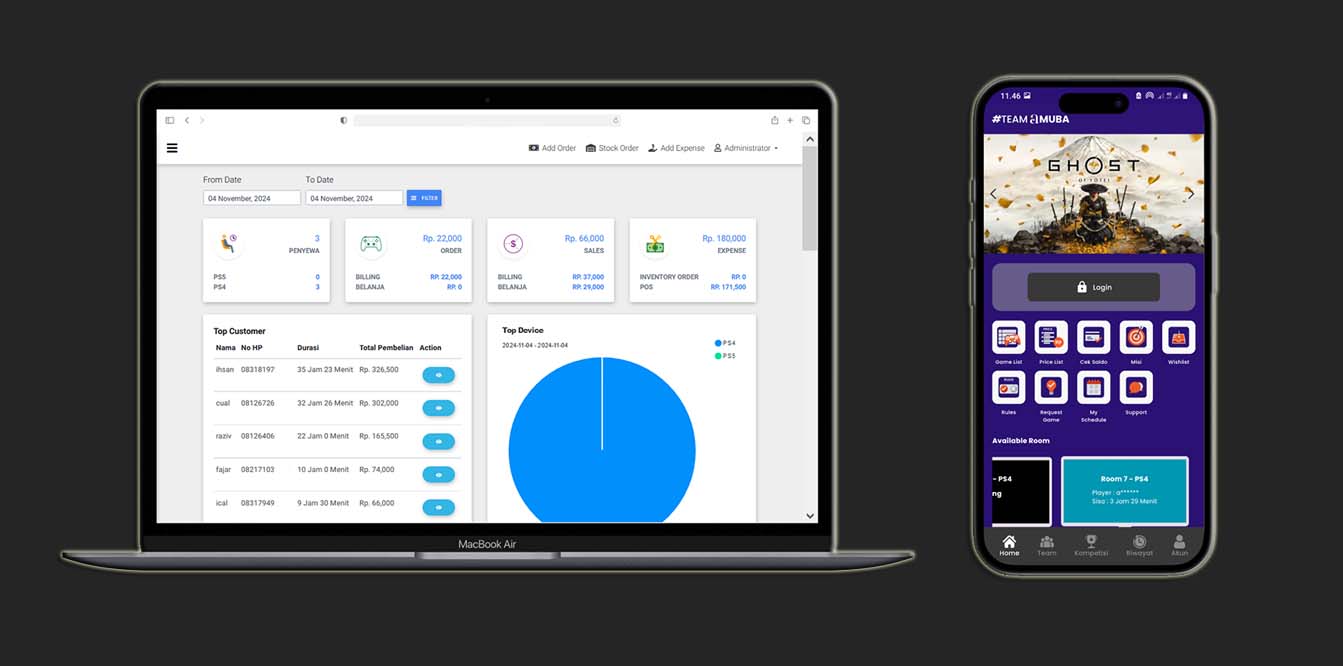 Add Order
Stock Order
Add Expense
Administrator
From Date
To Date
04 November, 2024
04 November, 2024
FILTER
3
PENYEWA
PS5 0
PS4 3
Rp. 22,000
ORDER
BILLING RP. 22,000
BELANJA RP. 0
$
Rp. 66,000
SALES
BILLING RP. 37,000
BELANJA RP. 29,000
Rp. 180,000
EXPENSE
INVENTORY ORDER RP. 0
POS RP. 171,500
Top Customer
Nama No HP Durasi Total Pembelian Action
ihsan 08318197 35 Jam 23 Menit Rp. 326,500
cual 08126726 32 Jam 26 Menit Rp. 302,000
raziv 08126406 22 Jam 0 Menit Rp. 165,500
fajar 08217103 10 Jam 0 Menit Rp. 74,000
ical 08317949 9 Jam 30 Menit Rp. 66,000
Top Device
2024-11-04 - 2024-11-04
PS4
PS5
MacBook Air
11.46
#TEAM AMUBA
GHOST
OF YOTEI
Login
Game List
Price List
Cek Saldo
Misi
Wishlist
Rules
Request
Game
My
Schedule
Support
Available Room
- PS4
ng
Room 7 - PS4
Player : a******
Sisa : 3 Jam 29 Menit
Home
Team
Kompetisi
Riwayat
Akun